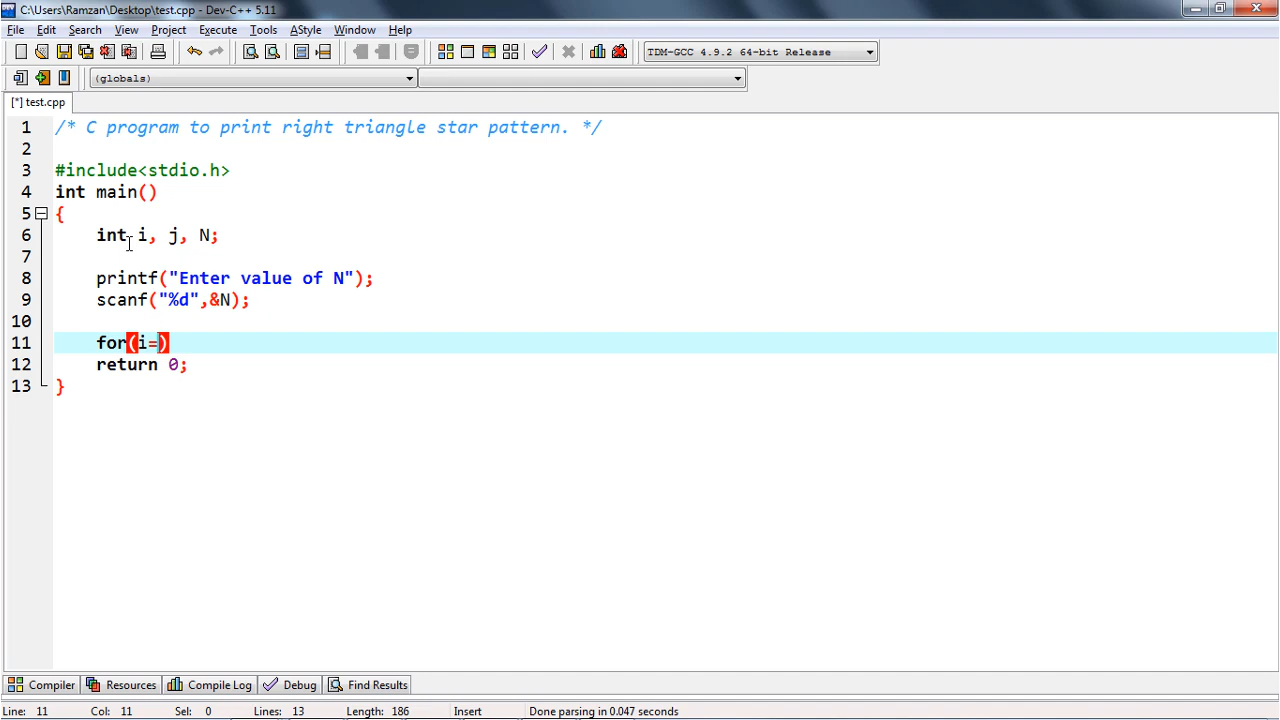 C:\Users\Ramzan\Desktop\test.cpp - Dev-C++ 5.11
File Edit Search View Project Execute Tools AStyle Window Help
TDM-GCC 4.9.2 64-bit Release
(globals)
[*] test.cpp
1 /* C program to print right triangle star pattern. */
2
3 #include<stdio.h>
4 int main()
5 {
6 int i, j, N;
7
8 printf("Enter value of N");
9 scanf("%d",&N);
10
11 for(i=)
12 return 0;
13 }
Compiler Resources Compile Log Debug Find Results
Line: 11 Col: 11 Sel: 0 Lines: 13 Length: 186 Insert Done parsing in 0.047 seconds